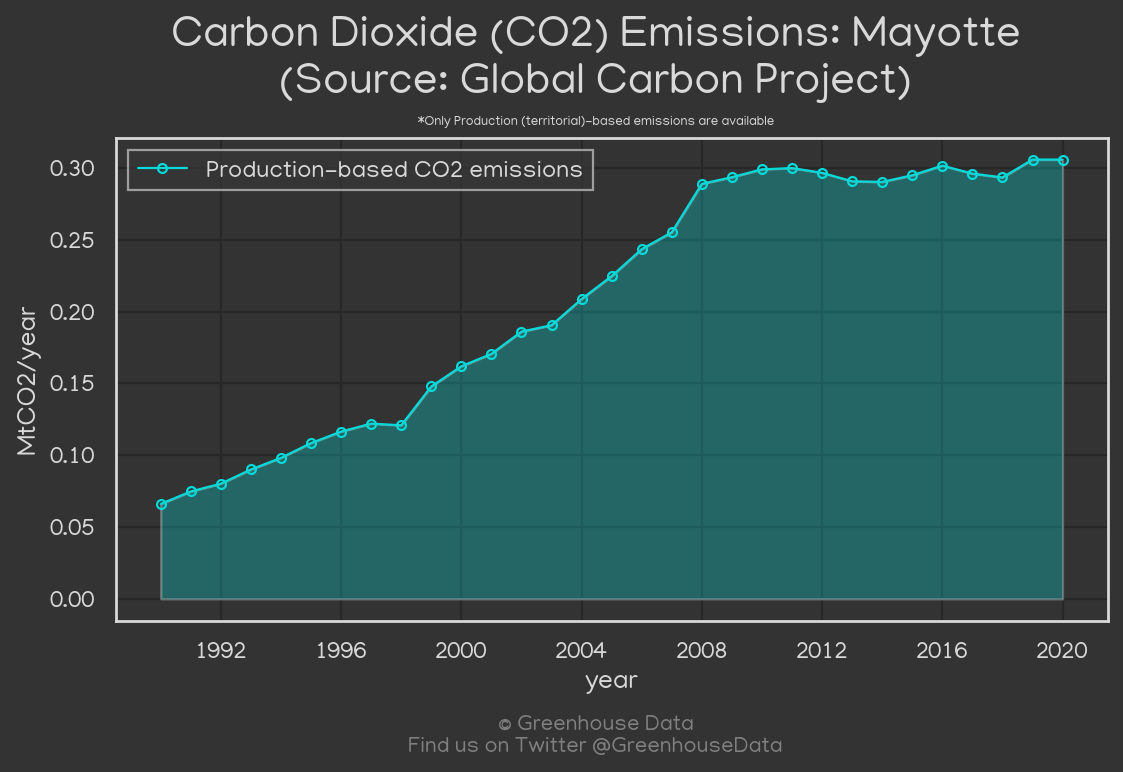 Carbon Dioxide (CO2) Emissions: Mayotte
(Source: Global Carbon Project)
*Only Production (territorial)-based emissions are available
Production-based CO2 emissions
MtCO2/year
0.30
0.25
0.20
0.15
0.10
0.05
0.00
1992 1996 2000 2004 2008 2012 2016 2020
year
© Greenhouse Data
Find us on Twitter @GreenhouseData